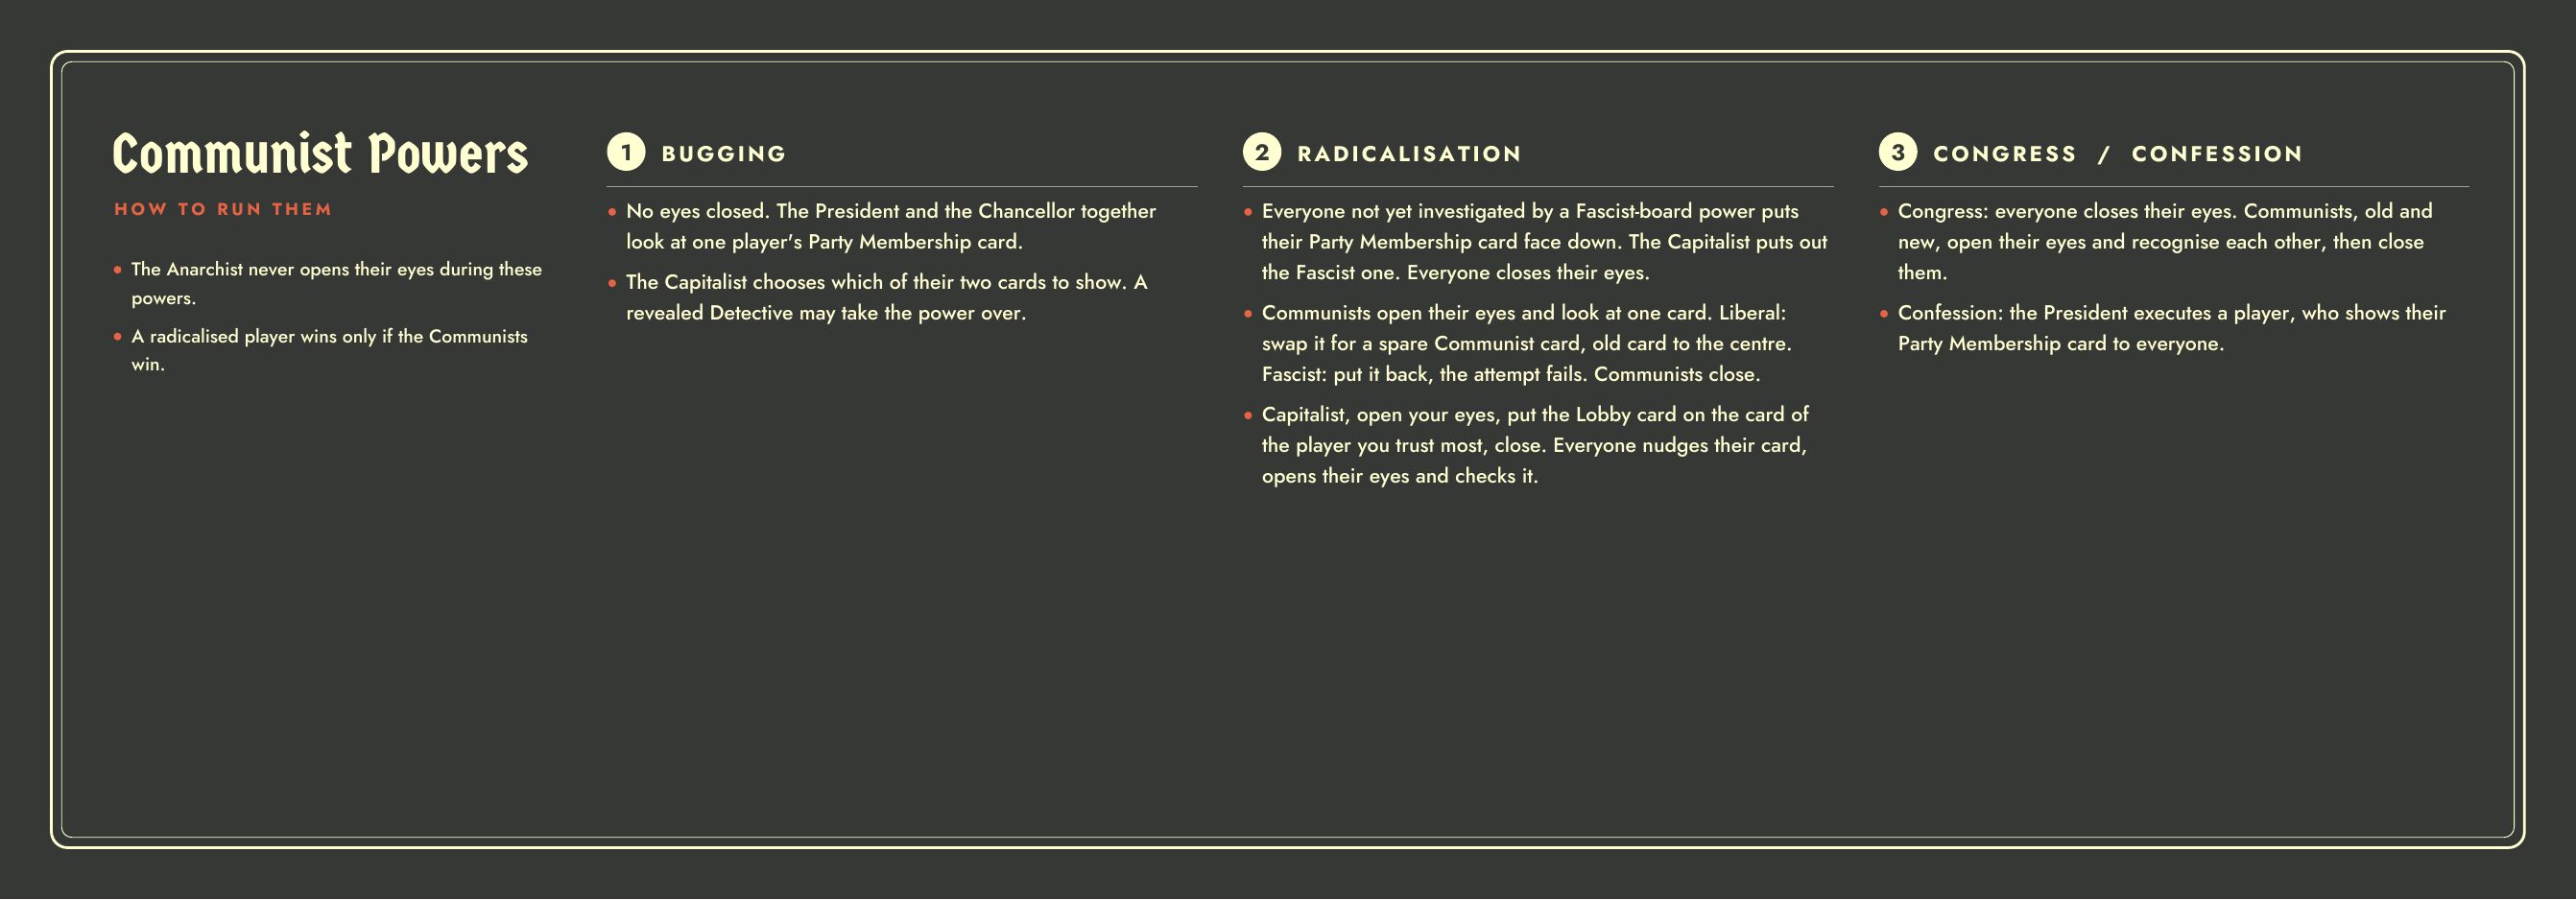 Communist Powers
HOW TO RUN THEM
• The Anarchist never opens their eyes during these
powers.
• A radicalised player wins only if the Communists
win.
1 BUGGING
• No eyes closed. The President and the Chancellor together
look at one player's Party Membership card.
• The Capitalist chooses which of their two cards to show. A
revealed Detective may take the power over.
2 RADICALISATION
• Everyone not yet investigated by a Fascist-board power puts
their Party Membership card face down. The Capitalist puts out
the Fascist one. Everyone closes their eyes.
• Communists open their eyes and look at one card. Liberal:
swap it for a spare Communist card, old card to the centre.
Fascist: put it back, the attempt fails. Communists close.
• Capitalist, open your eyes, put the Lobby card on the card of
the player you trust most, close. Everyone nudges their card,
opens their eyes and checks it.
3 CONGRESS / CONFESSION
• Congress: everyone closes their eyes. Communists, old and
new, open their eyes and recognise each other, then close
them.
• Confession: the President executes a player, who shows their
Party Membership card to everyone.